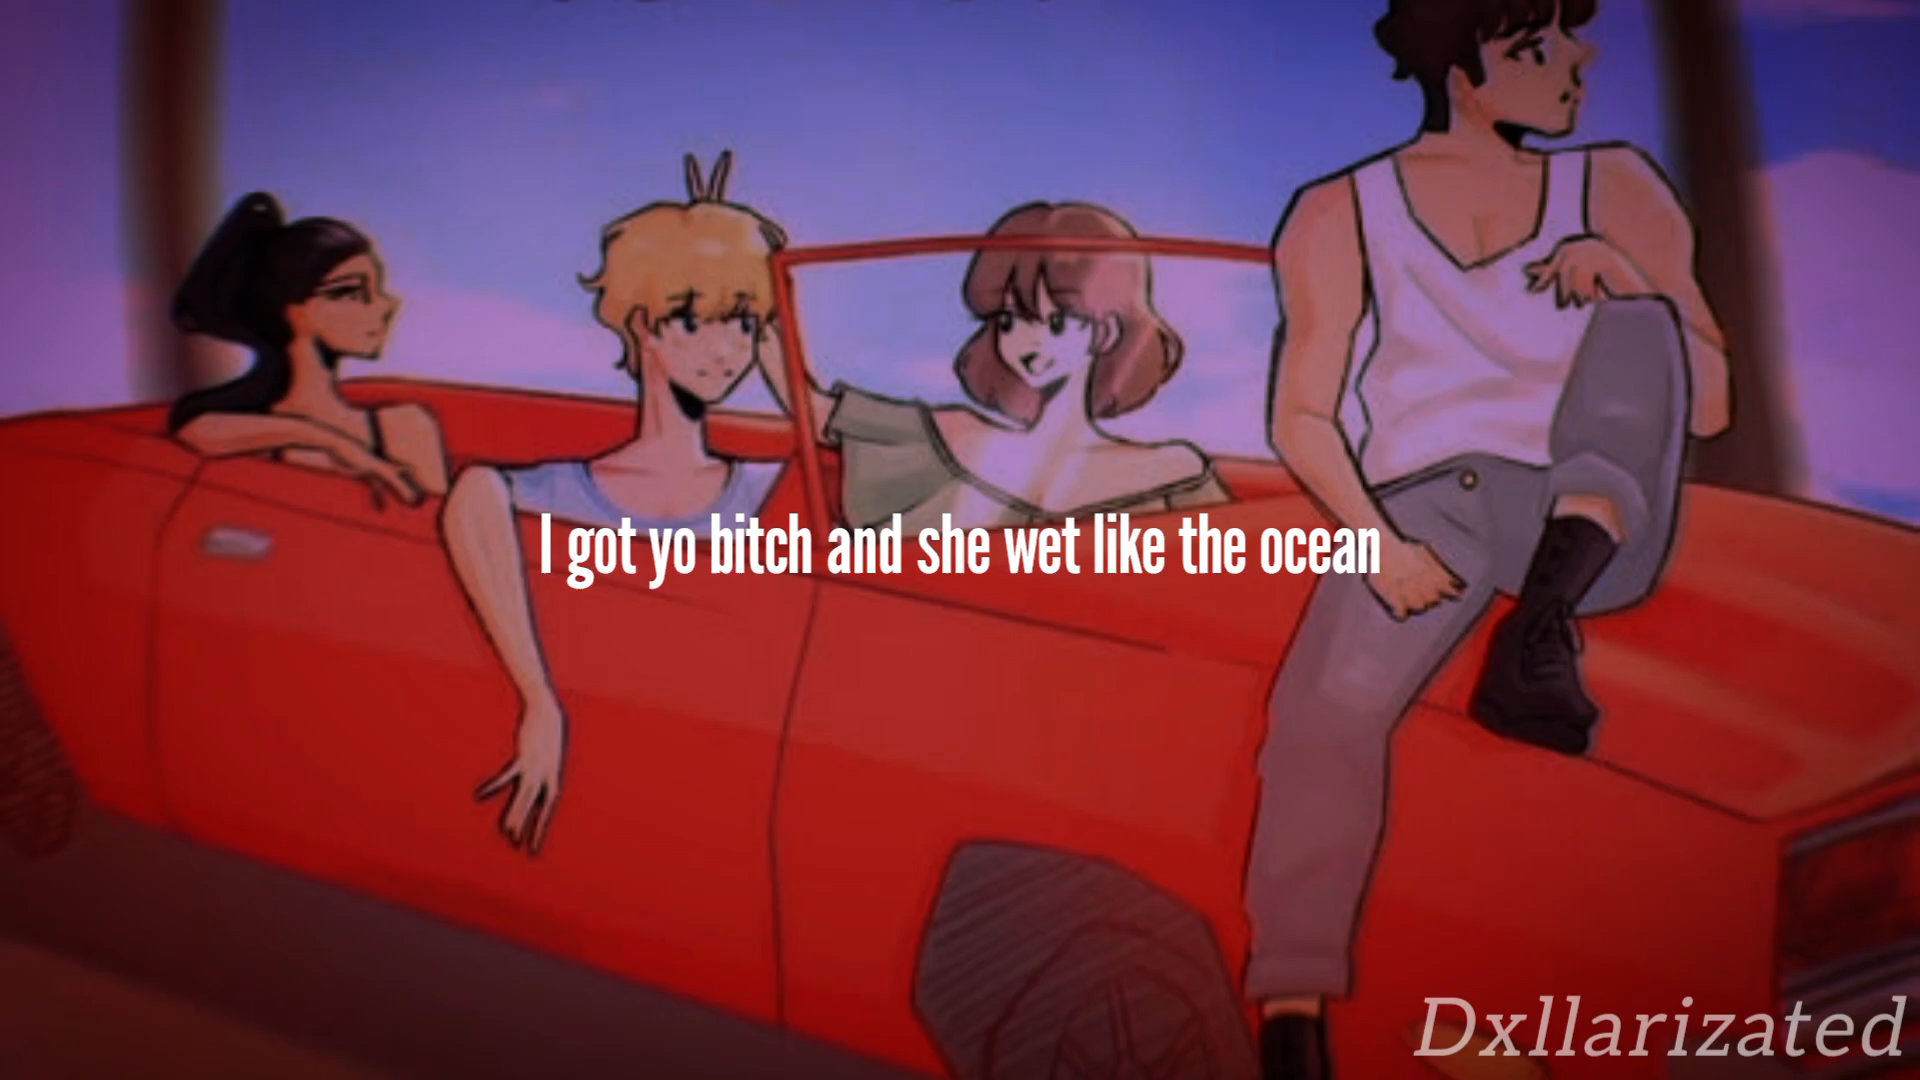 I got yo bitch and she wet like the ocean
Dxllarizated